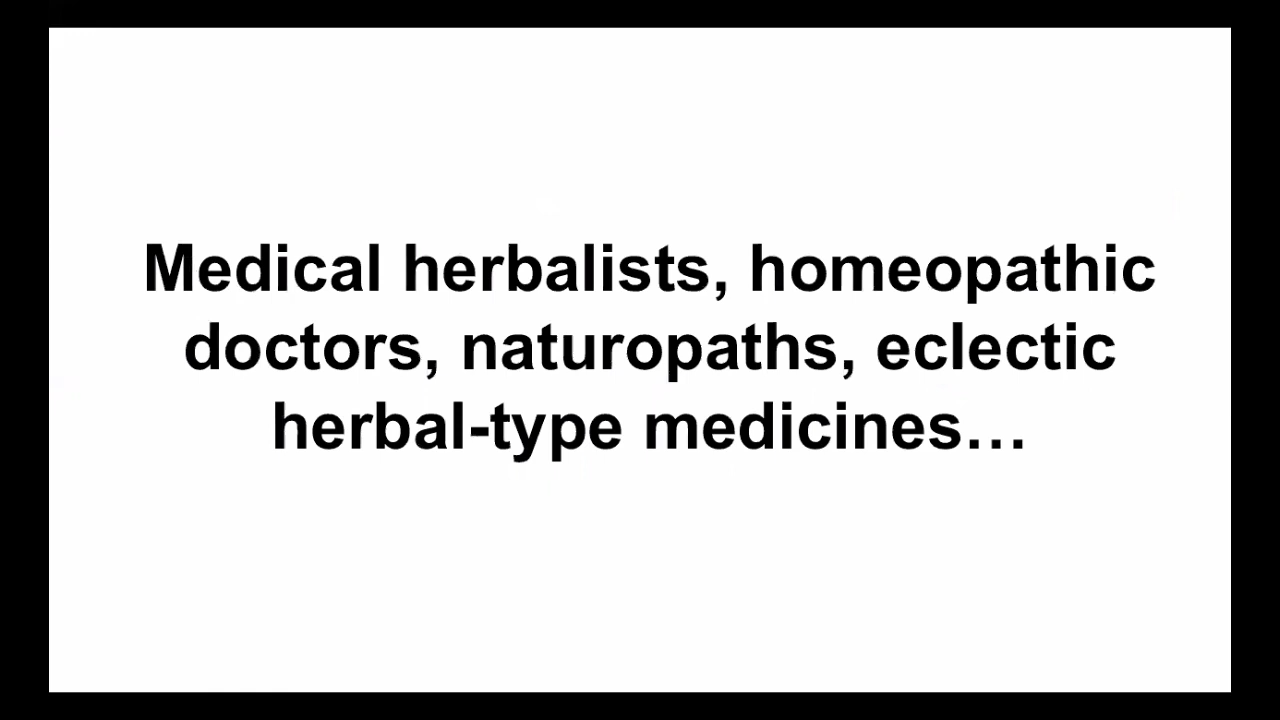 Medical herbalists, homeopathic
doctors, naturopaths, eclectic
herbal-type medicines…